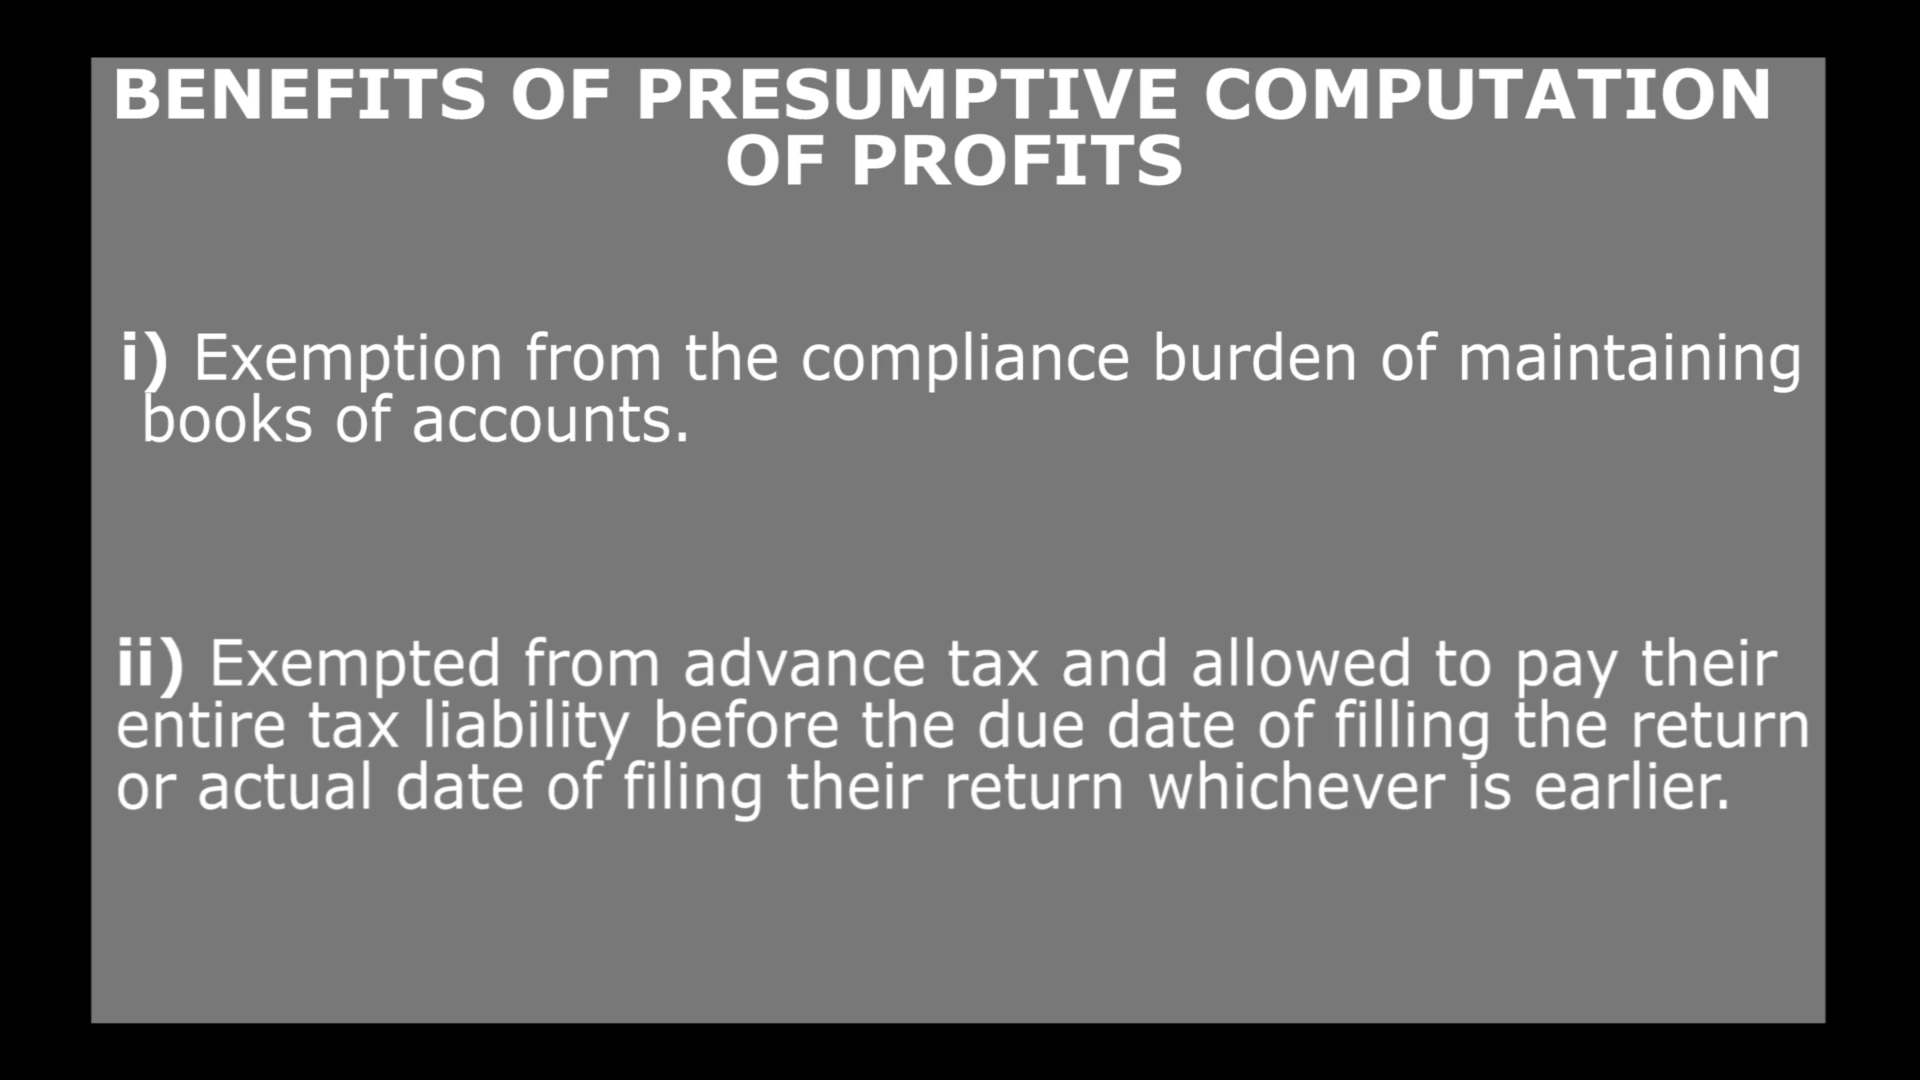 BENEFITS OF PRESUMPTIVE COMPUTATION
OF PROFITS
i) Exemption from the compliance burden of maintaining
books of accounts.
ii) Exempted from advance tax and allowed to pay their
entire tax liability before the due date of filling the return
or actual date of filing their return whichever is earlier.